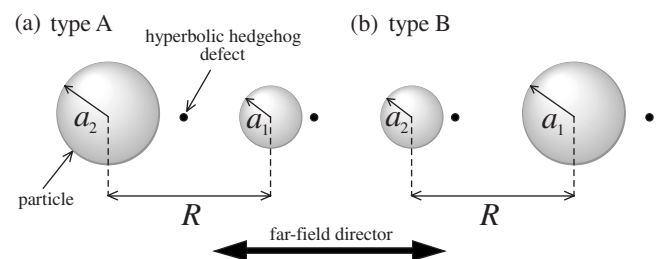 (a) type A
hyperbolic hedgehog
defect
(b) type B
a₂
a₁
a₂
a₁
particle
R
R
far-field director